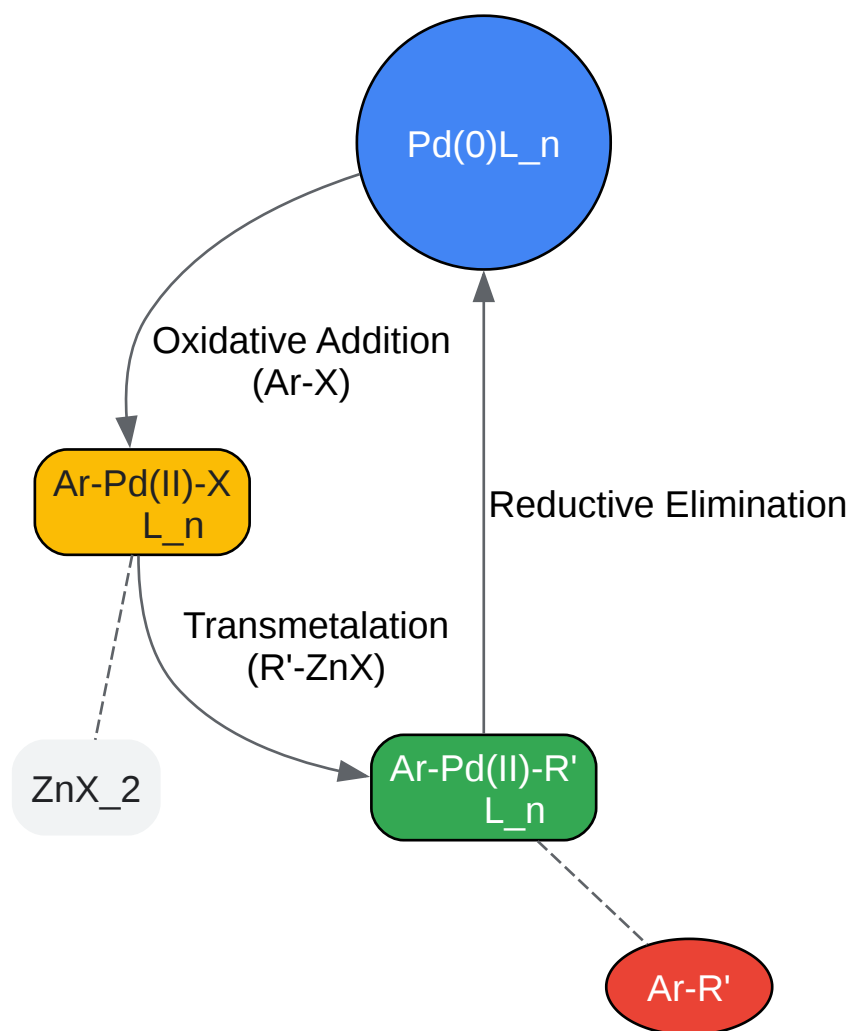 Pd(0)L_n
Oxidative Addition
(Ar-X)
Ar-Pd(II)-X
L_n
Reductive Elimination
Transmetalation
(R'-ZnX)
ZnX_2
Ar-Pd(II)-R'
L_n
Ar-R'